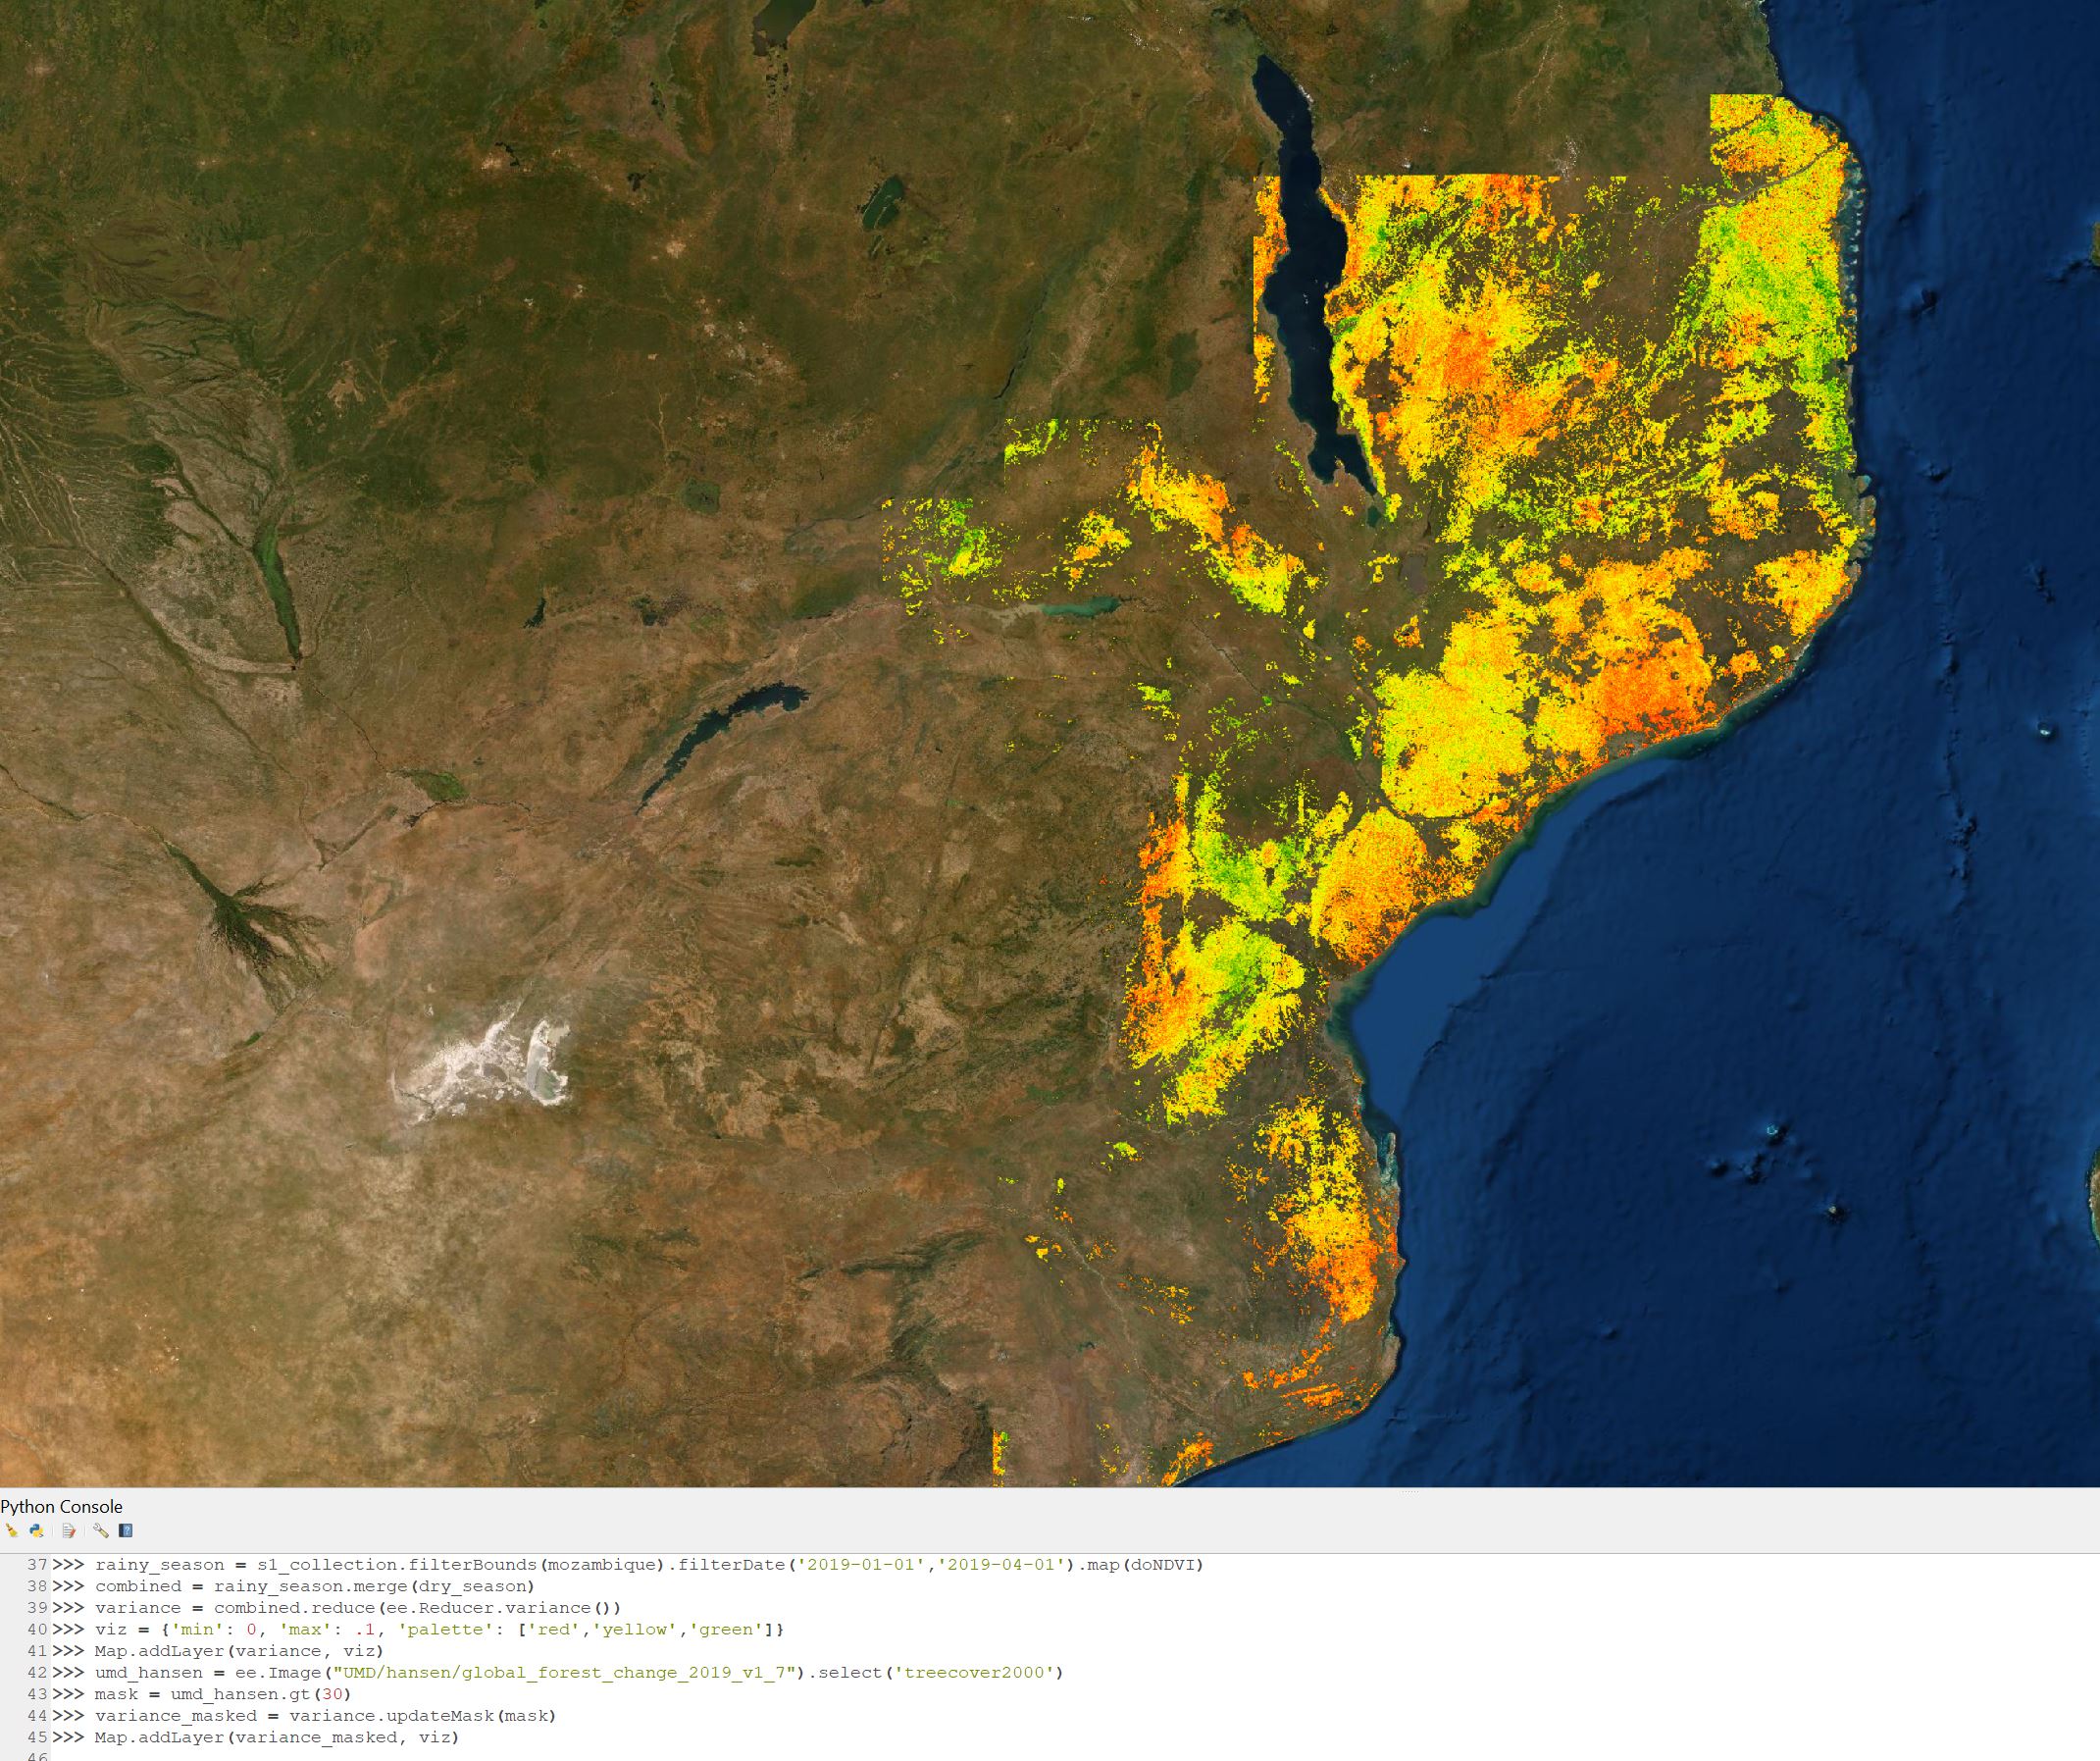 Python Console
37>>> rainy_season = s1_collection.filterBounds(mozambique).filterDate('2019-01-01','2019-04-01').map(doNDVI)
38>>> combined = rainy_season.merge(dry_season)
39>>> variance = combined.reduce(ee.Reducer.variance())
40>>> viz = {'min': 0, 'max': .1, 'palette': ['red','yellow','green']}
41>>> Map.addLayer(variance, viz)
42>>> umd_hansen = ee.Image("UMD/hansen/global_forest_change_2019_v1_7").select('treecover2000')
43>>> mask = umd_hansen.gt(30)
44>>> variance_masked = variance.updateMask(mask)
45>>> Map.addLayer(variance_masked, viz)
46